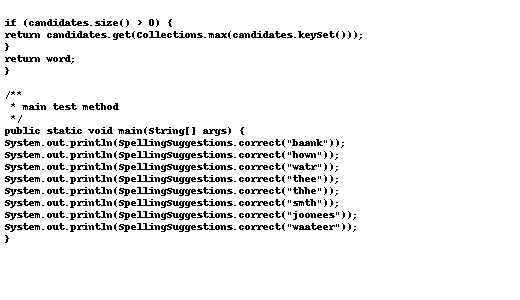 if (candidates.size() > 0) {
return candidates.get(Collections.max(candidates.keySet()));
}
return word;
}
/**
* main test method
*/
public static void main(String[] args) {
System.out.println(SpellingSuggestions.correct("baank"));
System.out.println(SpellingSuggestions.correct("hown"));
System.out.println(SpellingSuggestions.correct("watr"));
System.out.println(SpellingSuggestions.correct("thee"));
System.out.println(SpellingSuggestions.correct("thhe"));
System.out.println(SpellingSuggestions.correct("smth"));
System.out.println(SpellingSuggestions.correct("joonees"));
System.out.println(SpellingSuggestions.correct("waateer"));
}